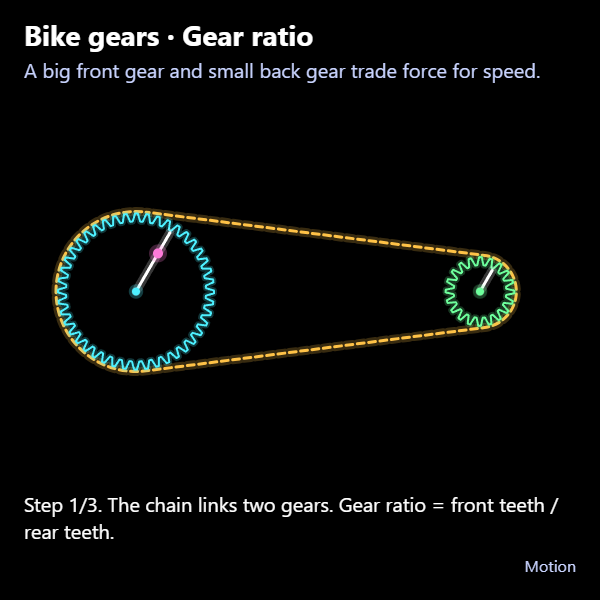 Bike gears · Gear ratio
A big front gear and small back gear trade force for speed.
Step 1/3. The chain links two gears. Gear ratio = front teeth /
rear teeth.
Motion